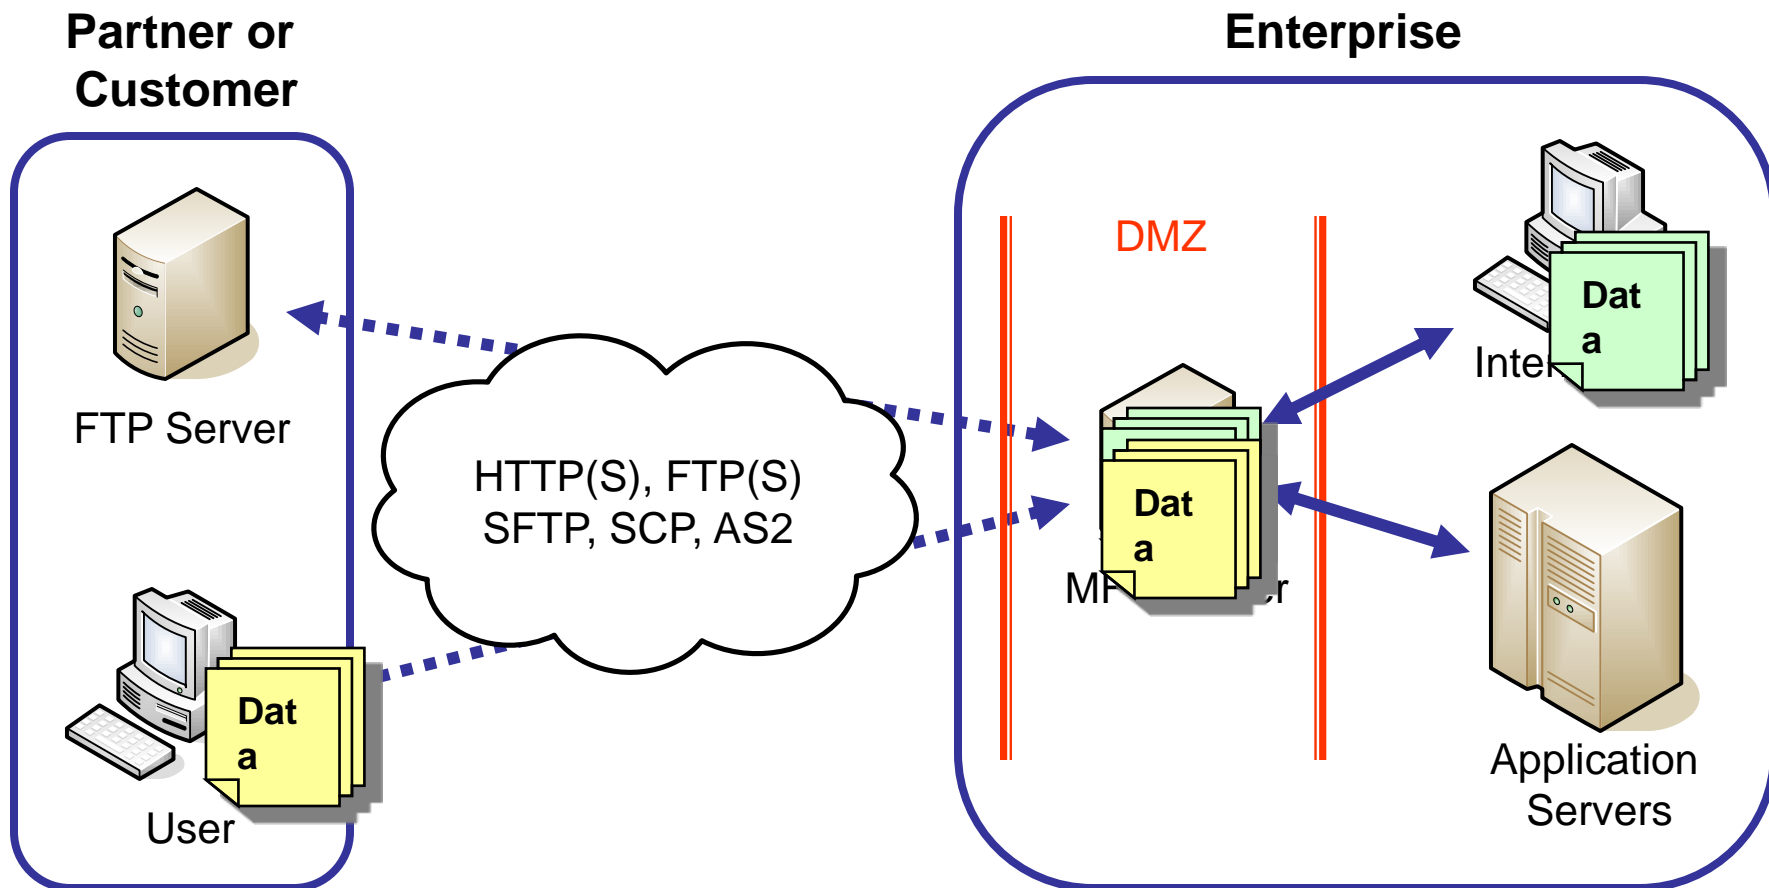 Partner or
Customer
Enterprise
DMZ
FTP Server
HTTP(S), FTP(S)
SFTP, SCP, AS2
Dat
a
Dat
a
Dat
a
User
Application
Servers